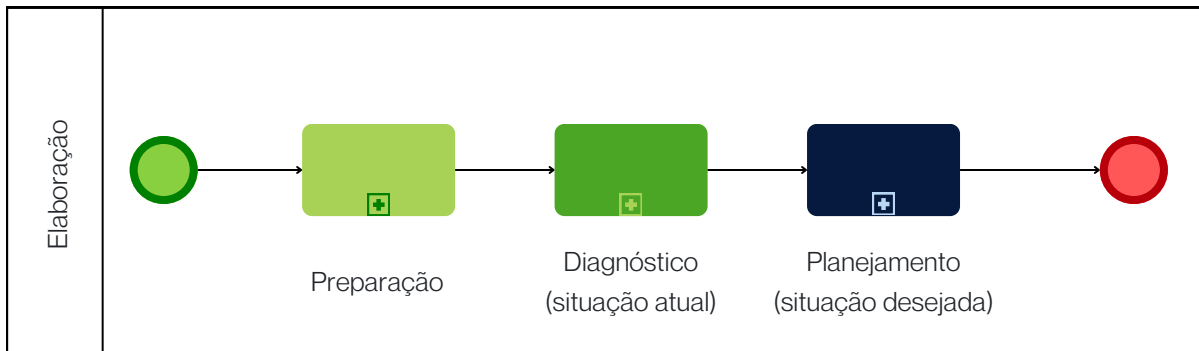 Elaboração
Preparação
Diagnóstico
(situação atual)
Planejamento
(situação desejada)